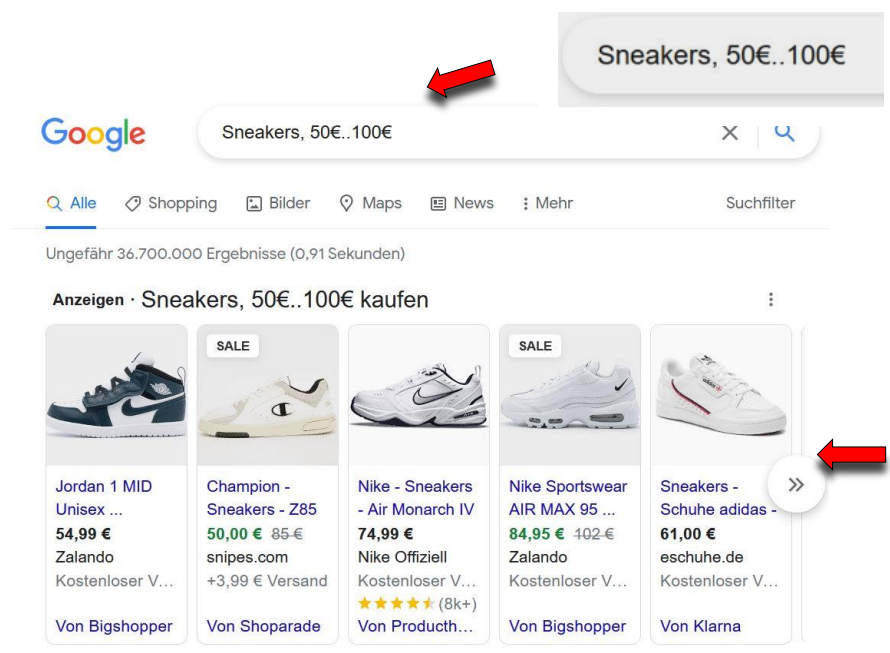 Sneakers, 50€..100€
Google
Sneakers, 50€..100€
Alle Shopping Bilder Maps News Mehr Suchfilter
Ungefähr 36.700.000 Ergebnisse (0,91 Sekunden)
Anzeigen · Sneakers, 50€..100€ kaufen
SALE
SALE
Jordan 1 MID
Unisex ...
54,99 €
Zalando
Kostenloser V...
Von Bigshopper
Champion -
Sneakers - Z85
50,00 € 85 €
snipes.com
+3,99 € Versand
Von Shoparade
Nike - Sneakers
- Air Monarch IV
74,99 €
Nike Offiziell
Kostenloser V...
(8k+)
Von Producth...
Nike Sportswear
AIR MAX 95 ...
84,95 € 102 €
Zalando
Kostenloser V...
Von Bigshopper
Sneakers -
Schuhe adidas -
61,00 €
eschuhe.de
Kostenloser V...
Von Klarna